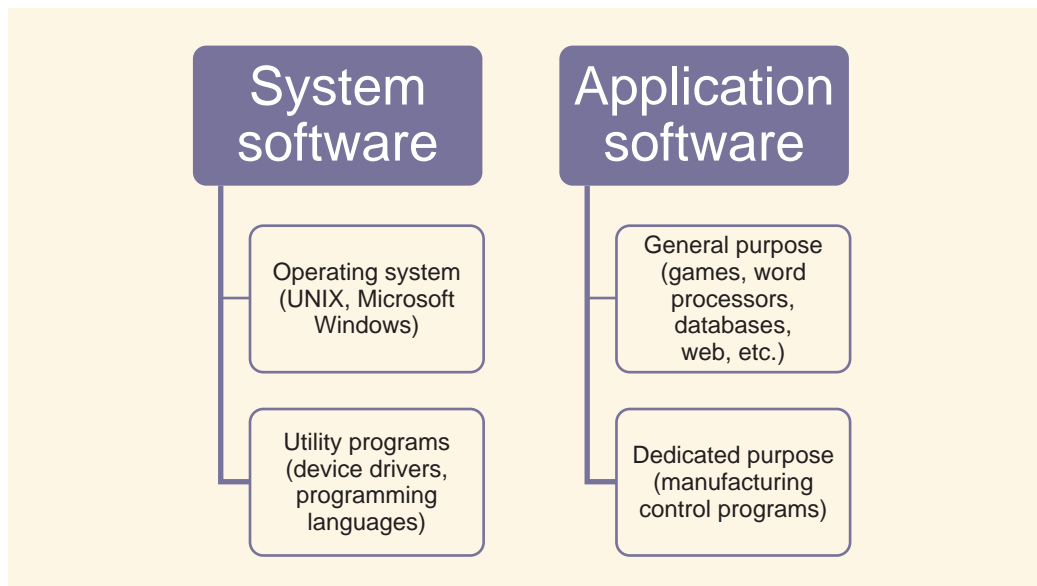 System
software
Operating system
(UNIX, Microsoft
Windows)
Utility programs
(device drivers,
programming
languages)
Application
software
General purpose
(games, word
processors,
databases,
web, etc.)
Dedicated purpose
(manufacturing
control programs)